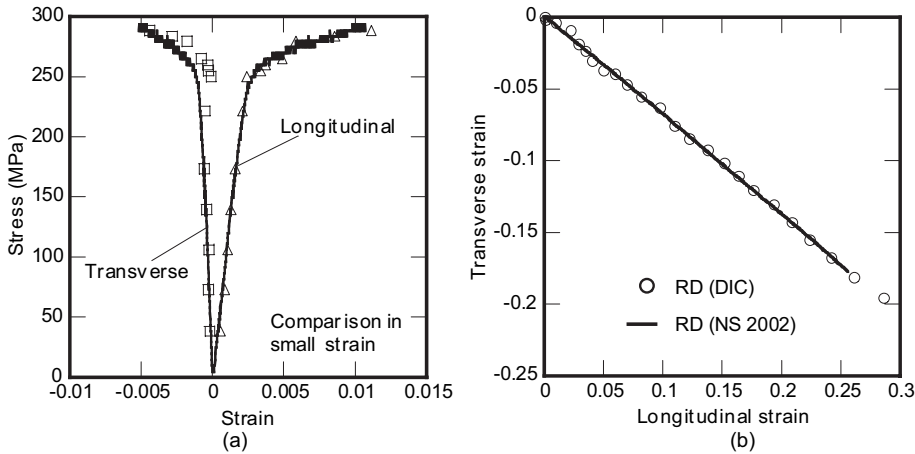 300
250
200
150
100
50
0
Stress (MPa)
-0.01
-0.005
0
0.005
0.01
0.015
Strain
(a)
Longitudinal
Transverse
Comparison in
small strain
0
-0.05
-0.1
-0.15
-0.2
-0.25
Transverse strain
RD (DIC)
RD (NS 2002)
0
0.05
0.1
0.15
0.2
0.25
0.3
Longitudinal strain
(b)